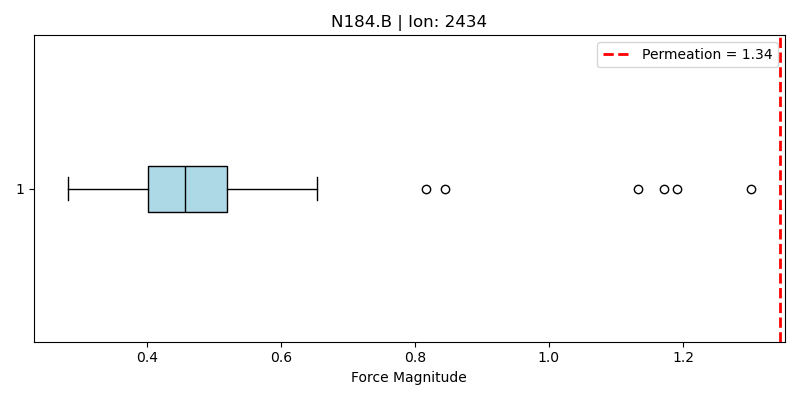 N184.B | Ion: 2434
Permeation = 1.34
1
0.4 0.6 0.8 1.0 1.2
Force Magnitude